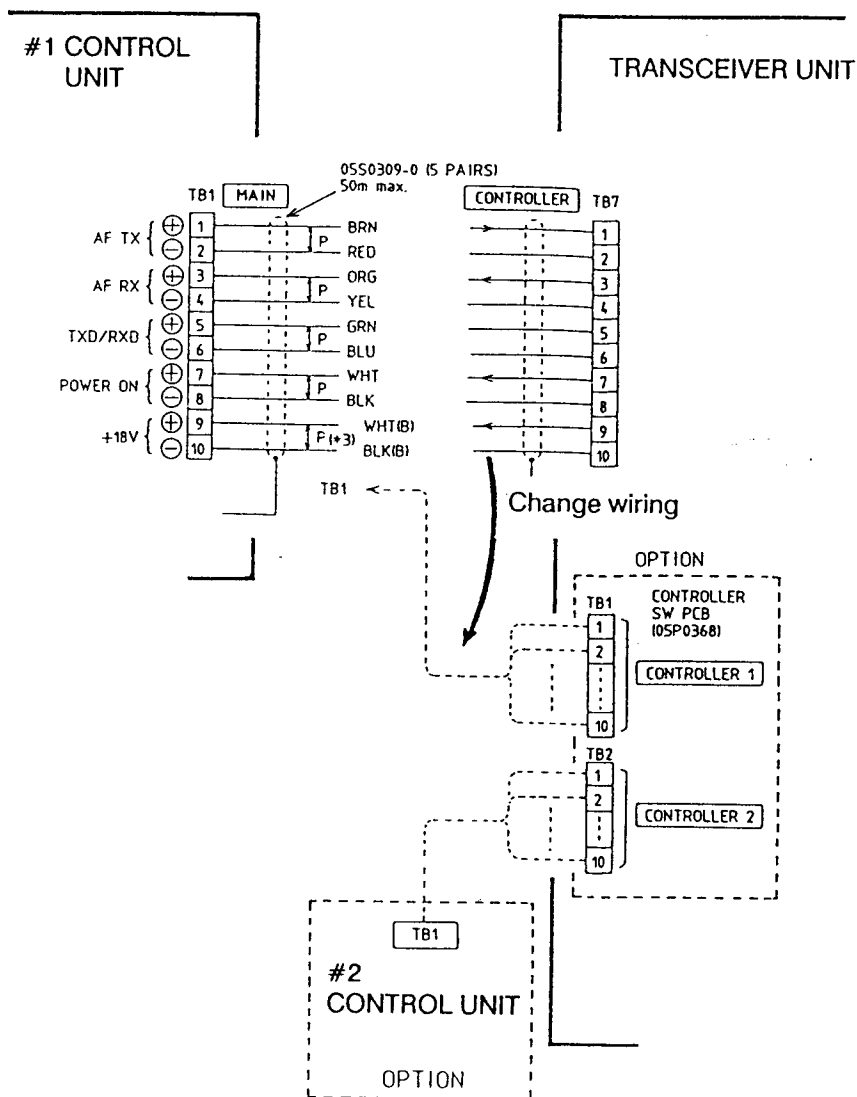 #1 CONTROL
UNIT
TRANSCEIVER UNIT
05S0309-0 (5 PAIRS)
50m max.
TB1 MAIN
CONTROLLER TB7
AF TX { ⊕ 1 BRN 1
⊖ 2 P RED 2
AF RX { ⊕ 3 ORG 3
⊖ 4 P YEL 4
TXD/RXD { ⊕ 5 GRN 5
⊖ 6 P BLU 6
POWER ON { ⊕ 7 WHT 7
⊖ 8 P BLK 8
+18V { ⊕ 9 WHT(B) 9
⊖ 10 P (*3) BLK(B) 10
TB1
Change wiring
OPTION
TB1 CONTROLLER
SW PCB
(05P0368)
1
2
CONTROLLER 1
10
TB2
1
2
CONTROLLER 2
10
TB1
#2
CONTROL UNIT
OPTION